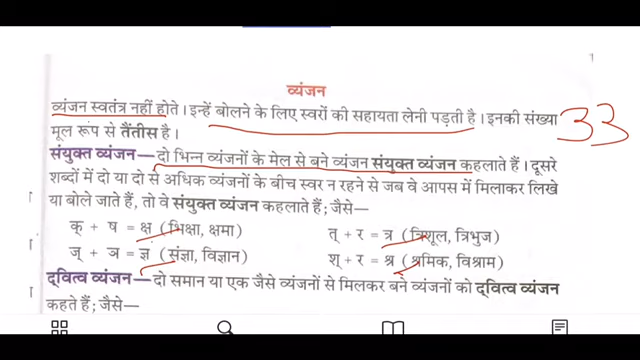 व्यंजन
व्यंजन स्वतंत्र नहीं होते। इन्हें बोलने के लिए स्वरों की सहायता लेनी पड़ती है। इनकी संख्या 33
मूल रूप से तैंतीस है।
संयुक्त व्यंजन— दो भिन्न व्यंजनों के मेल से बने व्यंजन संयुक्त व्यंजन कहलाते हैं। दूसरे
शब्दों में दो या दो से अधिक व्यंजनों के बीच स्वर न रहने से जब वे आपस में मिलाकर लिखे
या बोले जाते हैं, तो वे संयुक्त व्यंजन कहलाते हैं; जैसे—
क् + ष = क्ष (भिक्षा, क्षमा) त् + र = त्र (त्रिशूल, त्रिभुज)
ज् + ञ = ज्ञ (संज्ञा, विज्ञान) श् + र = श्र (श्रमिक, विश्राम)
द्वित्व व्यंजन— दो समान या एक जैसे व्यंजनों से मिलकर बने व्यंजनों को द्वित्व व्यंजन
कहते हैं; जैसे—